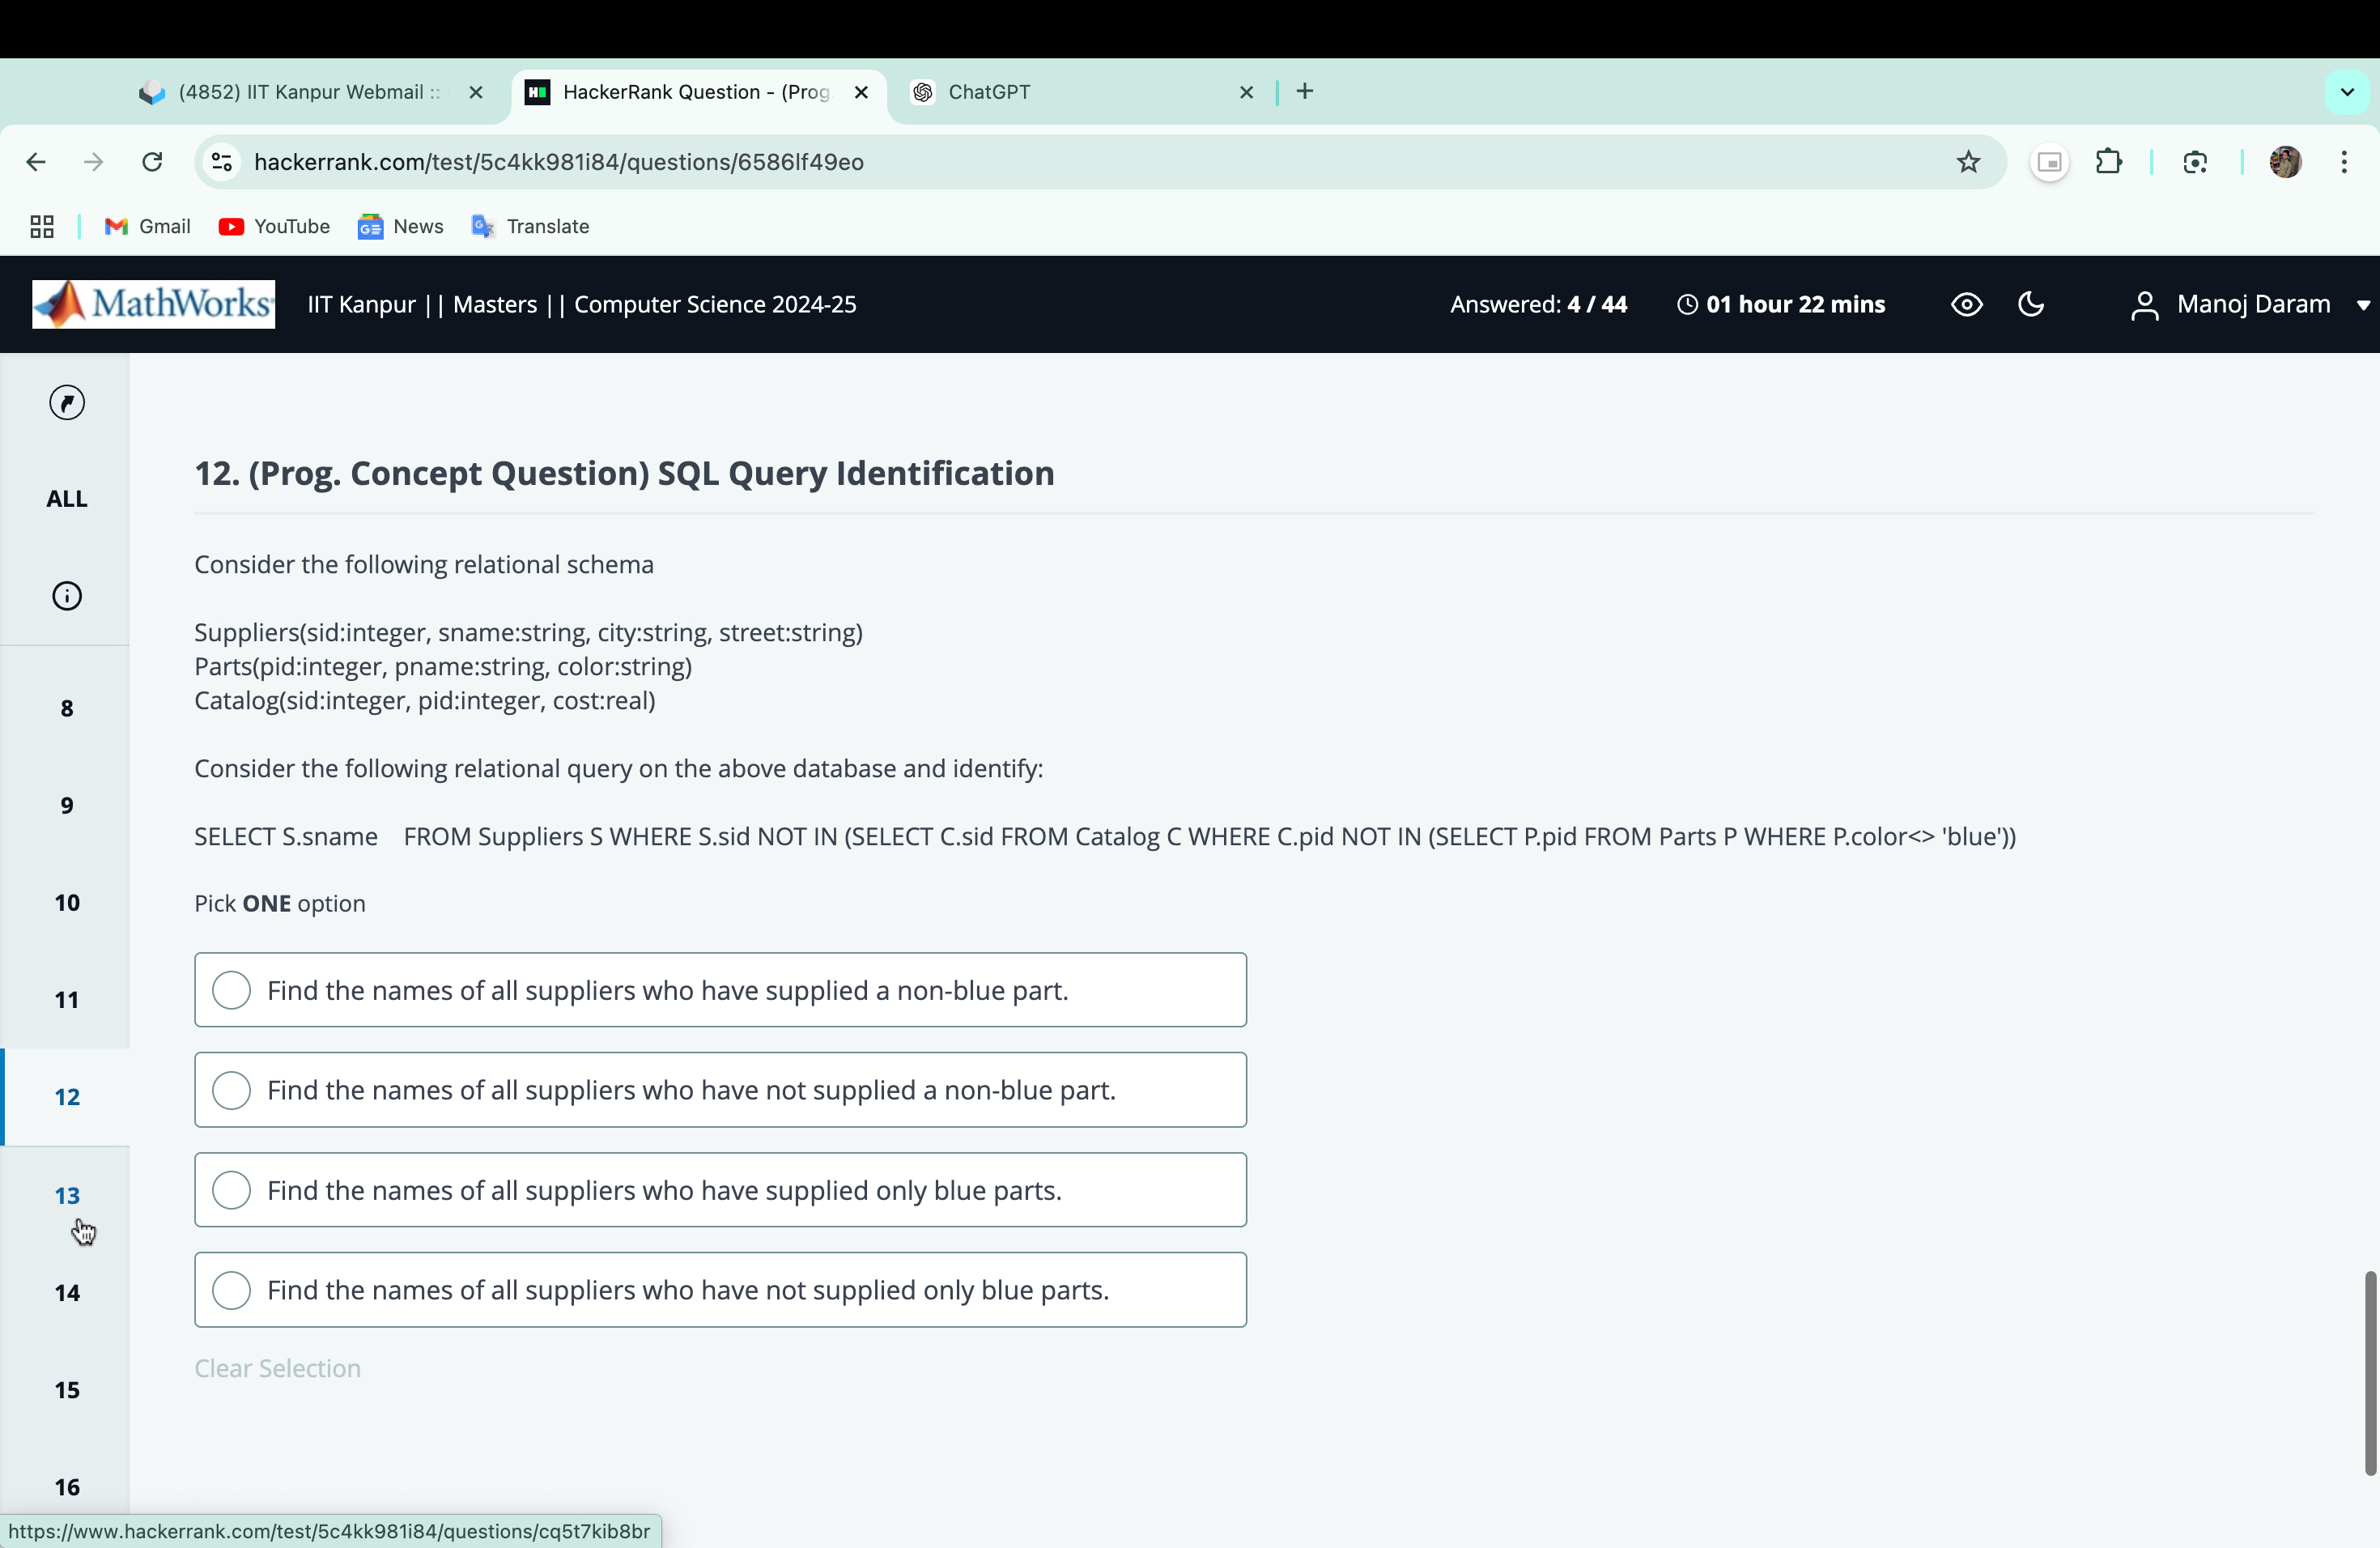 (4852) IIT Kanpur Webmail ::
HackerRank Question - (Prog
ChatGPT
hackerrank.com/test/5c4kk981i84/questions/6586lf49eo
Gmail
YouTube
News
Translate
MathWorks
IIT Kanpur || Masters || Computer Science 2024-25
Answered: 4 / 44
01 hour 22 mins
Manoj Daram
ALL
8
9
10
11
12
13
14
15
16
12. (Prog. Concept Question) SQL Query Identification
Consider the following relational schema
Suppliers(sid:integer, sname:string, city:string, street:string)
Parts(pid:integer, pname:string, color:string)
Catalog(sid:integer, pid:integer, cost:real)
Consider the following relational query on the above database and identify:
SELECT S.sname    FROM Suppliers S WHERE S.sid NOT IN (SELECT C.sid FROM Catalog C WHERE C.pid NOT IN (SELECT P.pid FROM Parts P WHERE P.color<> 'blue'))
Pick ONE option
Find the names of all suppliers who have supplied a non-blue part.
Find the names of all suppliers who have not supplied a non-blue part.
Find the names of all suppliers who have supplied only blue parts.
Find the names of all suppliers who have not supplied only blue parts.
Clear Selection
https://www.hackerrank.com/test/5c4kk981i84/questions/cq5t7kib8br